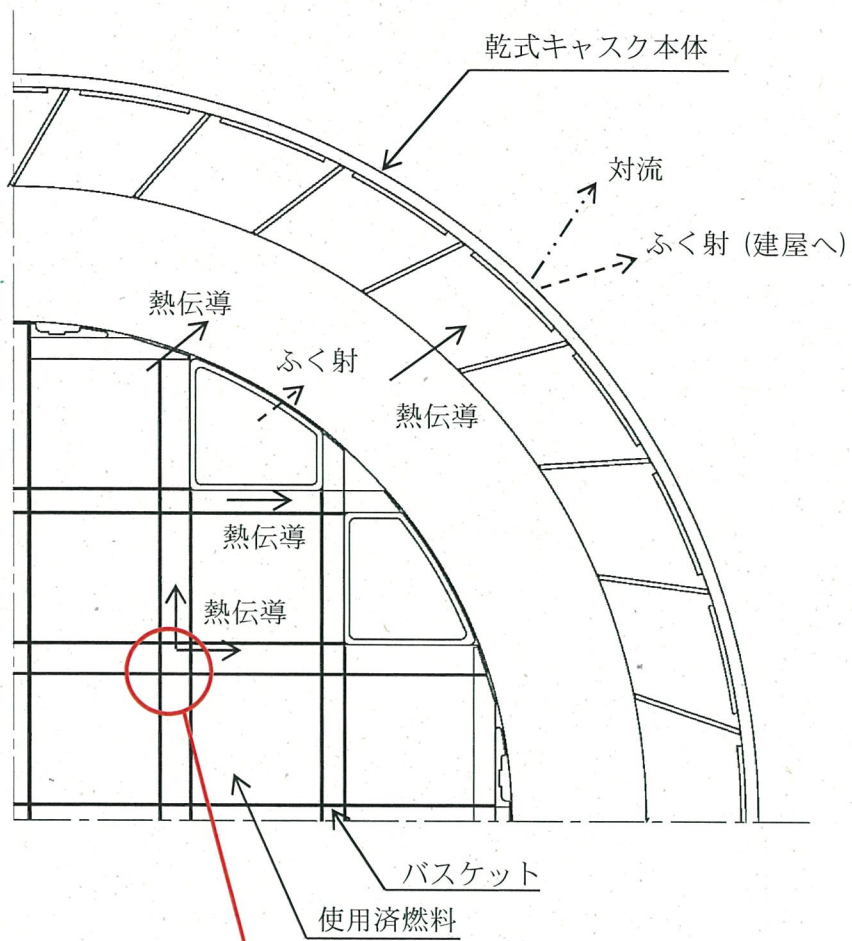 乾式キャスク本体
対流
ふく射 (建屋へ)
熱伝導
ふく射
熱伝導
熱伝導
熱伝導
バスケット
使用済燃料